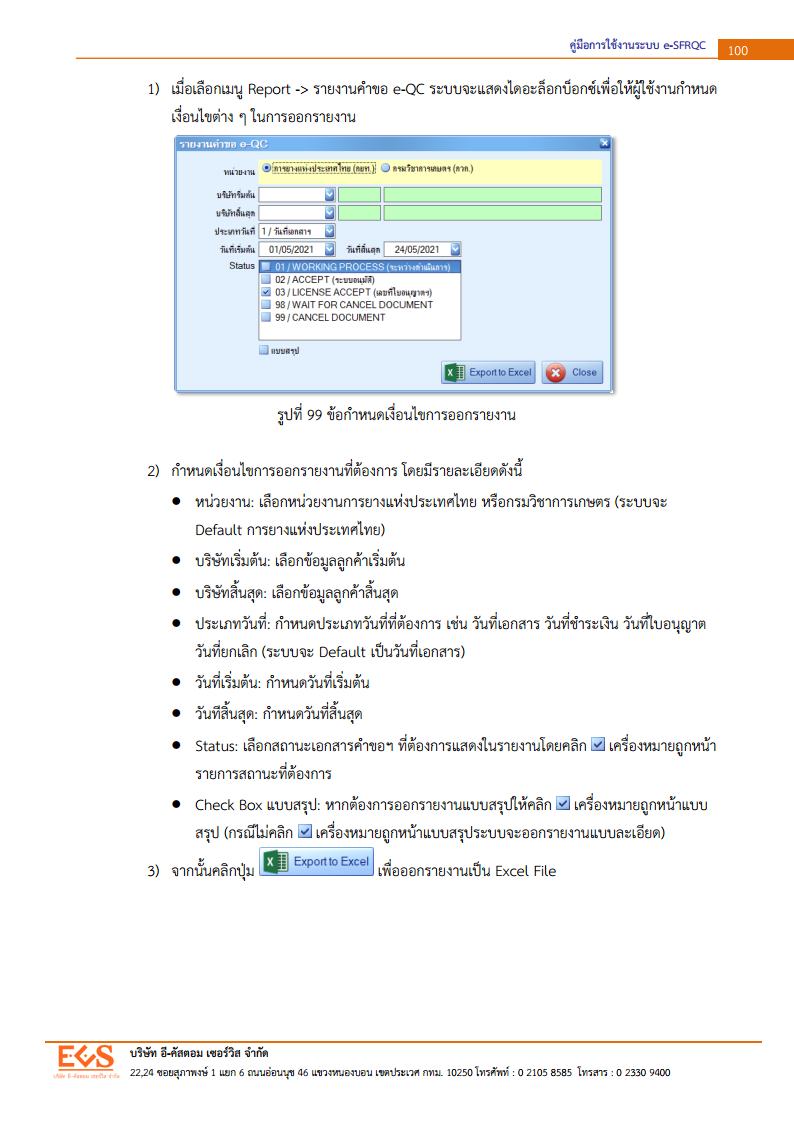 คู่มือการใช้งานระบบ e-SFRQC 100
1) เมื่อเลือกเมนู Report -> รายงานคำขอ e-QC ระบบจะแสดงไดอะล็อกบ็อกซ์เพื่อให้ผู้ใช้งานกำหนด
เงื่อนไขต่าง ๆ ในการออกรายงาน
รายงานคำขอ e-QC
หน่วยงาน การยางแห่งประเทศไทย (กยท.) กรมวิชาการเกษตร (กวก.)
บริษัทเริ่มต้น
บริษัทสิ้นสุด
ประเภทวันที่ 1 / วันที่เอกสาร
วันที่เริ่มต้น 01/05/2021 วันที่สิ้นสุด 24/05/2021
Status 01 / WORKING PROCESS (ระหว่างดำเนินการ)
02 / ACCEPT (ระบบอนุมัติ)
03 / LICENSE ACCEPT (เลขที่ใบอนุญาตฯ)
98 / WAIT FOR CANCEL DOCUMENT
99 / CANCEL DOCUMENT
แบบสรุป
Export to Excel Close
รูปที่ 99 ข้อกำหนดเงื่อนไขการออกรายงาน
2) กำหนดเงื่อนไขการออกรายงานที่ต้องการ โดยมีรายละเอียดดังนี้
● หน่วยงาน: เลือกหน่วยงานการยางแห่งประเทศไทย หรือกรมวิชาการเกษตร (ระบบจะ
Default การยางแห่งประเทศไทย)
● บริษัทเริ่มต้น: เลือกข้อมูลลูกค้าเริ่มต้น
● บริษัทสิ้นสุด: เลือกข้อมูลลูกค้าสิ้นสุด
● ประเภทวันที่: กำหนดประเภทวันที่ที่ต้องการ เช่น วันที่เอกสาร วันที่ชำระเงิน วันที่ใบอนุญาต
วันที่ยกเลิก (ระบบจะ Default เป็นวันที่เอกสาร)
● วันที่เริ่มต้น: กำหนดวันที่เริ่มต้น
● วันทีสิ้นสุด: กำหนดวันที่สิ้นสุด
● Status: เลือกสถานะเอกสารคำขอฯ ที่ต้องการแสดงในรายงานโดยคลิก เครื่องหมายถูกหน้า
รายการสถานะที่ต้องการ
● Check Box แบบสรุป: หากต้องการออกรายงานแบบสรุปให้คลิก เครื่องหมายถูกหน้าแบบ
สรุป (กรณีไม่คลิก เครื่องหมายถูกหน้าแบบสรุประบบจะออกรายงานแบบละเอียด)
3) จากนั้นคลิกปุ่ม Export to Excel เพื่อออกรายงานเป็น Excel File
ECS
บริษัท อี-คัสตอม เซอร์วิส จำกัด
บริษัท อี-คัสตอม เซอร์วิส จำกัด
22,24 ซอยสุภาพงษ์ 1 แยก 6 ถนนอ่อนนุช 46 แขวงหนองบอน เขตประเวศ กทม. 10250 โทรศัพท์ : 0 2105 8585 โทรสาร : 0 2330 9400